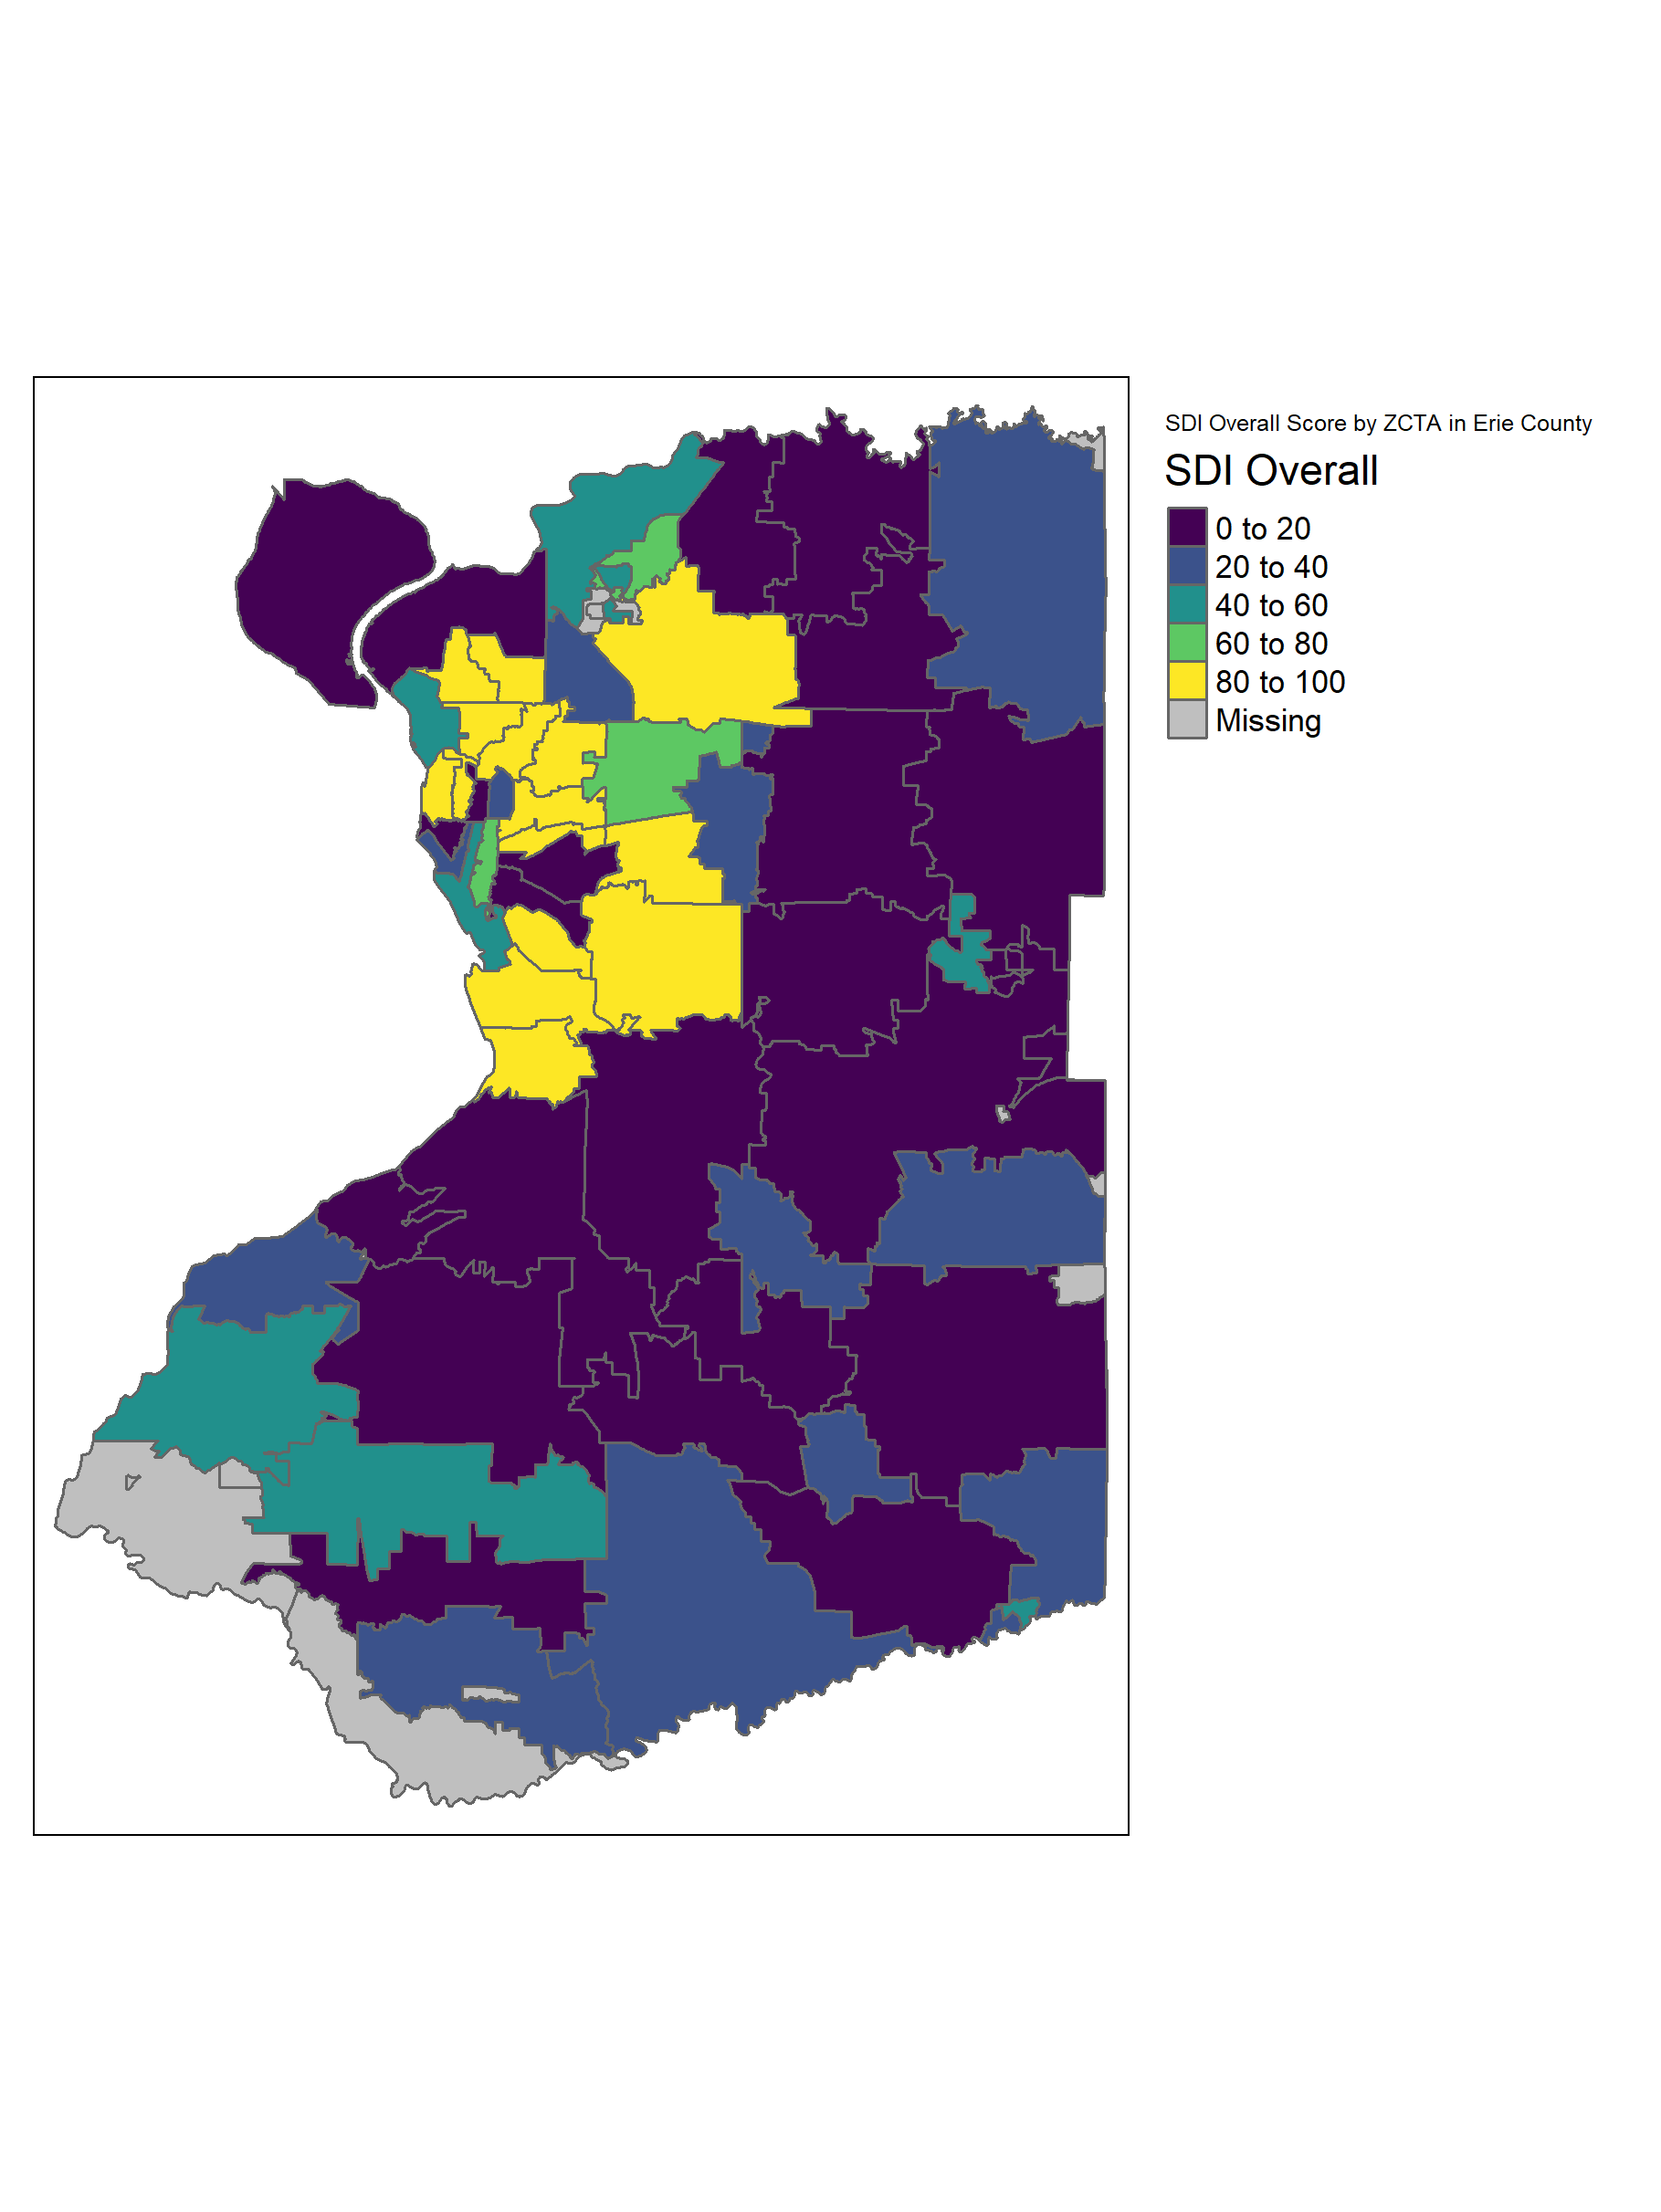 SDI Overall Score by ZCTA in Erie County
SDI Overall
0 to 20
20 to 40
40 to 60
60 to 80
80 to 100
Missing